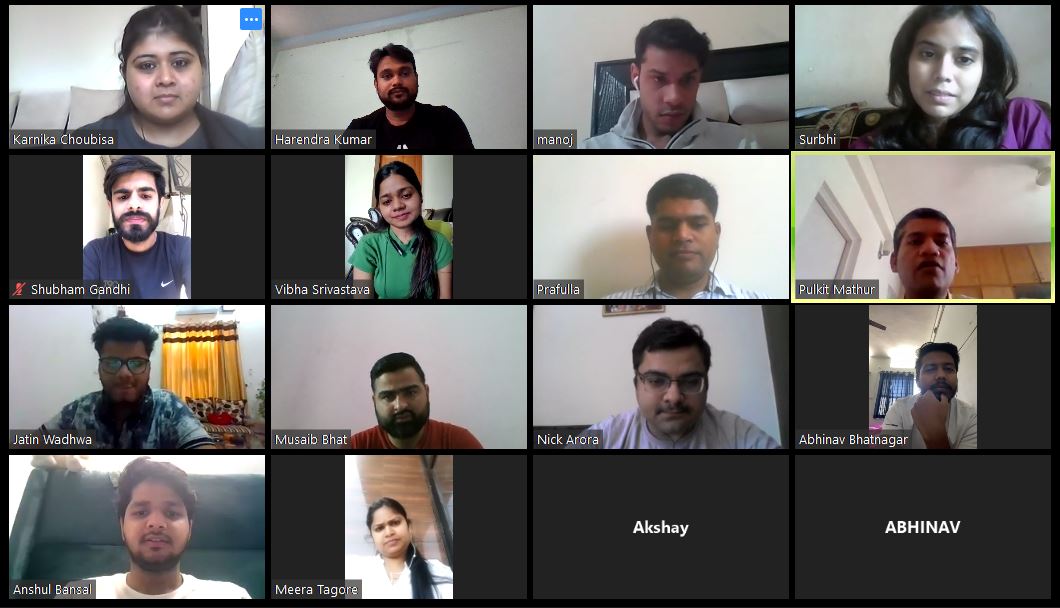 Karnika Choubisa
Harendra Kumar
manoj
Surbhi
Shubham Gandhi
Vibha Srivastava
Prafulla
Pulkit Mathur
Jatin Wadhwa
Musaib Bhat
Nick Arora
Abhinav Bhatnagar
Anshul Bansal
Meera Tagore
Akshay
ABHINAV